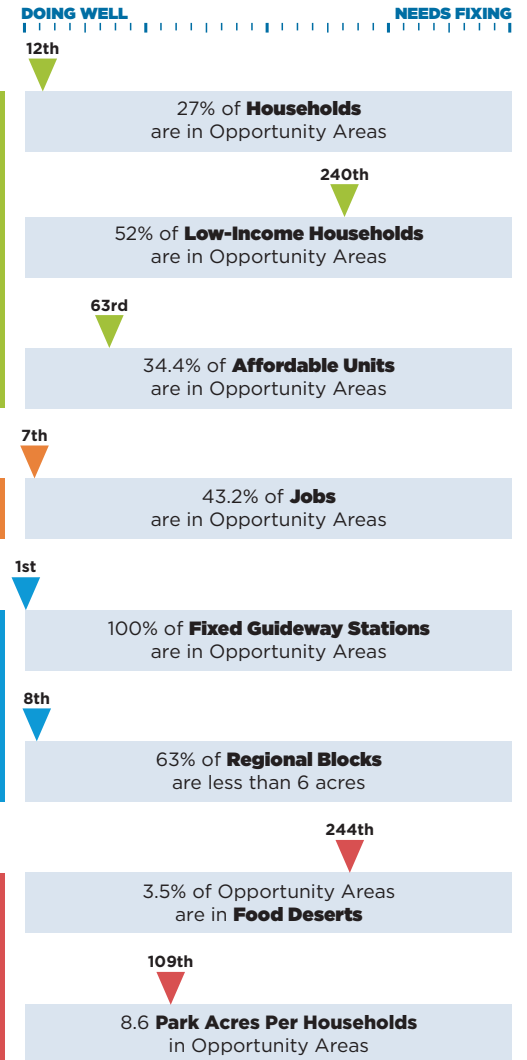 DOING WELL NEEDS FIXING
12th
27% of Households
are in Opportunity Areas
240th
52% of Low-Income Households
are in Opportunity Areas
63rd
34.4% of Affordable Units
are in Opportunity Areas
7th
43.2% of Jobs
are in Opportunity Areas
1st
100% of Fixed Guideway Stations
are in Opportunity Areas
8th
63% of Regional Blocks
are less than 6 acres
244th
3.5% of Opportunity Areas
are in Food Deserts
109th
8.6 Park Acres Per Households
in Opportunity Areas